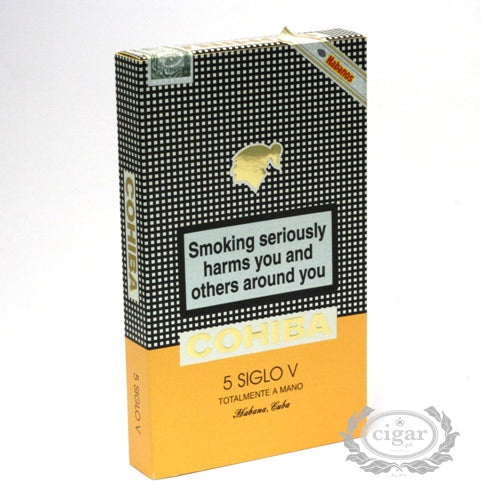 Habanos
Smoking seriously
harms you and
others around you
COHIBA
5 SIGLO V
TOTALMENTE A MANO
Habana, Cuba
COHIBA
5 SIGLO V
cigar